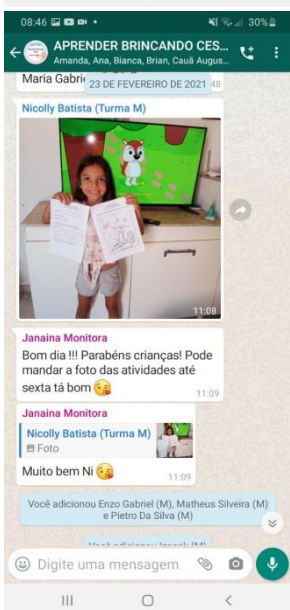 08:46
30%
APRENDER BRINCANDO CES...
Amanda, Ana, Bianca, Brian, Cauã Augus...
Maria Gabri
23 DE FEVEREIRO DE 2021
48
Nicolly Batista (Turma M)
11:08
Janaina Monitora
Bom dia !!! Parabéns crianças! Pode
mandar a foto das atividades até
sexta tá bom
11:09
Janaina Monitora
Nicolly Batista (Turma M)
Foto
Muito bem Ni
11:09
Você adicionou Enzo Gabriel (M), Matheus Silveira (M)
e Pietro Da Silva (M)
Digite uma mensagem